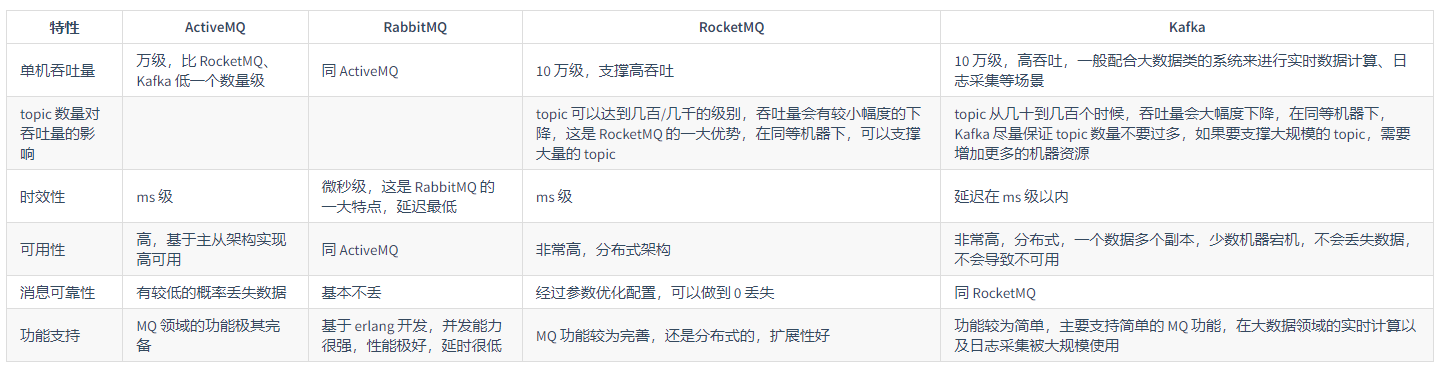 特性 ActiveMQ RabbitMQ RocketMQ Kafka
单机吞吐量
万级，比 RocketMQ、
Kafka 低一个数量级
同 ActiveMQ
10 万级，支撑高吞吐
10 万级，高吞吐，一般配合大数据类的系统来进行实时数据计算、日
志采集等场景
topic 数量对
吞吐量的影
响
topic 可以达到几百/几千的级别，吞吐量会有较小幅度的下
降，这是 RocketMQ 的一大优势，在同等机器下，可以支撑
大量的 topic
topic 从几十到几百个时候，吞吐量会大幅度下降，在同等机器下，
Kafka 尽量保证 topic 数量不要过多，如果要支撑大规模的 topic，需要
增加更多的机器资源
时效性
ms 级
微秒级，这是 RabbitMQ 的
一大特点，延迟最低
ms 级
延迟在 ms 级以内
可用性
高，基于主从架构实现
高可用
同 ActiveMQ
非常高，分布式架构
非常高，分布式，一个数据多个副本，少数机器宕机，不会丢失数据，
不会导致不可用
消息可靠性
有较低的概率丢失数据
基本不丢
经过参数优化配置，可以做到 0 丢失
同 RocketMQ
功能支持
MQ 领域的功能极其完
备
基于 erlang 开发，并发能力
很强，性能极好，延时很低
MQ 功能较为完善，还是分布式的，扩展性好
功能较为简单，主要支持简单的 MQ 功能，在大数据领域的实时计算以
及日志采集被大规模使用